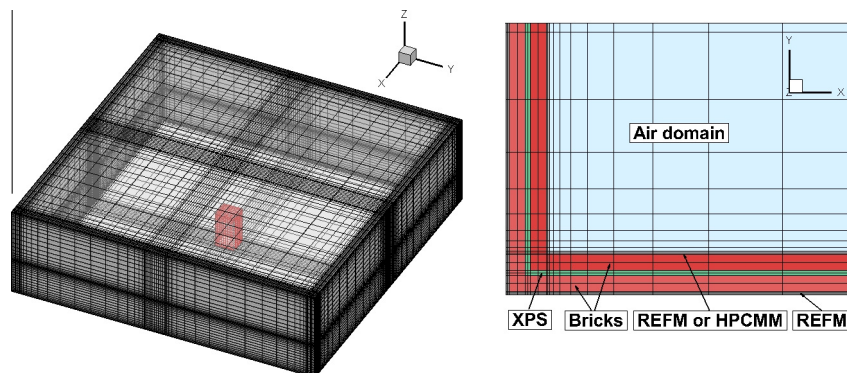 Z
Y
X
Y
Z
X
Air domain
XPS
Bricks
REFM or HPCMM
REFM